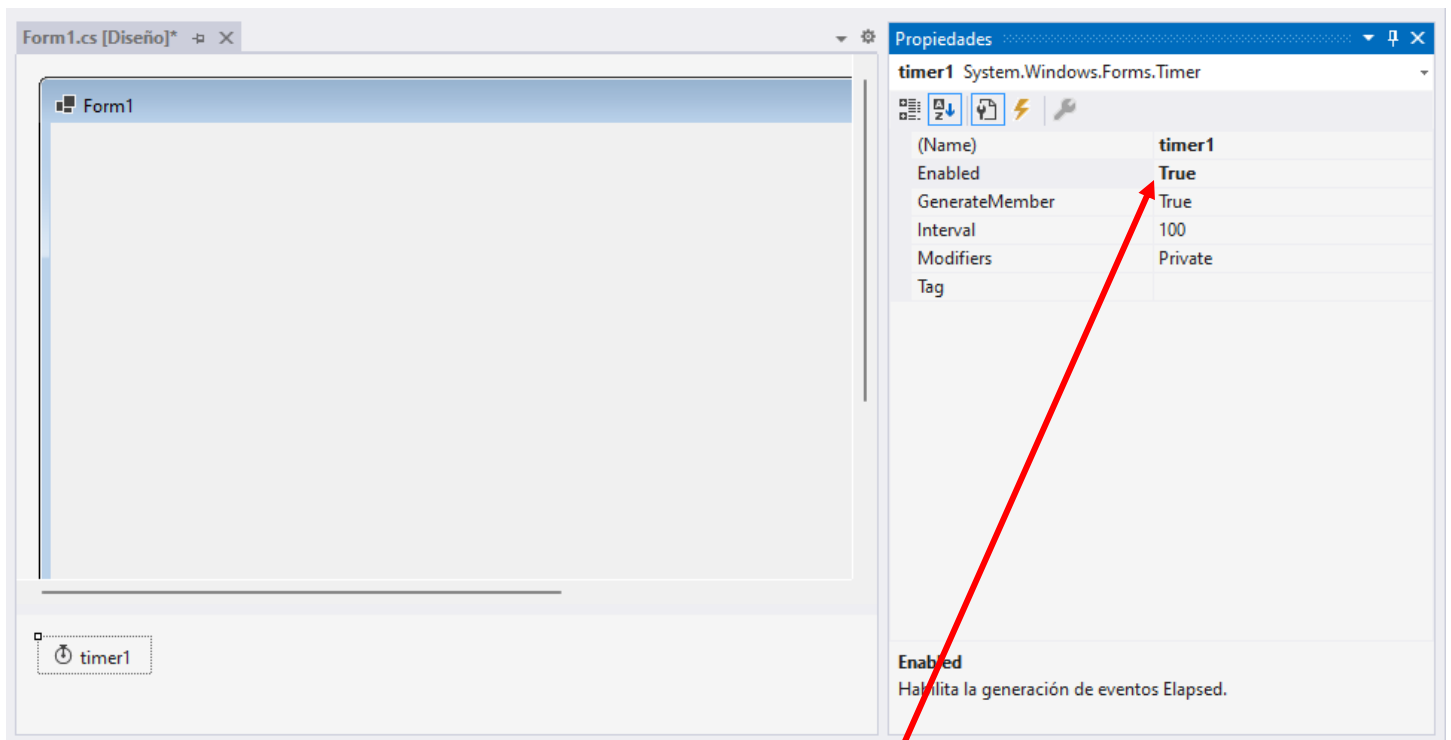 Form1.cs [Diseño]*
Form1
timer1
Propiedades
timer1 System.Windows.Forms.Timer
(Name) timer1
Enabled True
GenerateMember True
Interval 100
Modifiers Private
Tag
Enabled
Habilita la generación de eventos Elapsed.